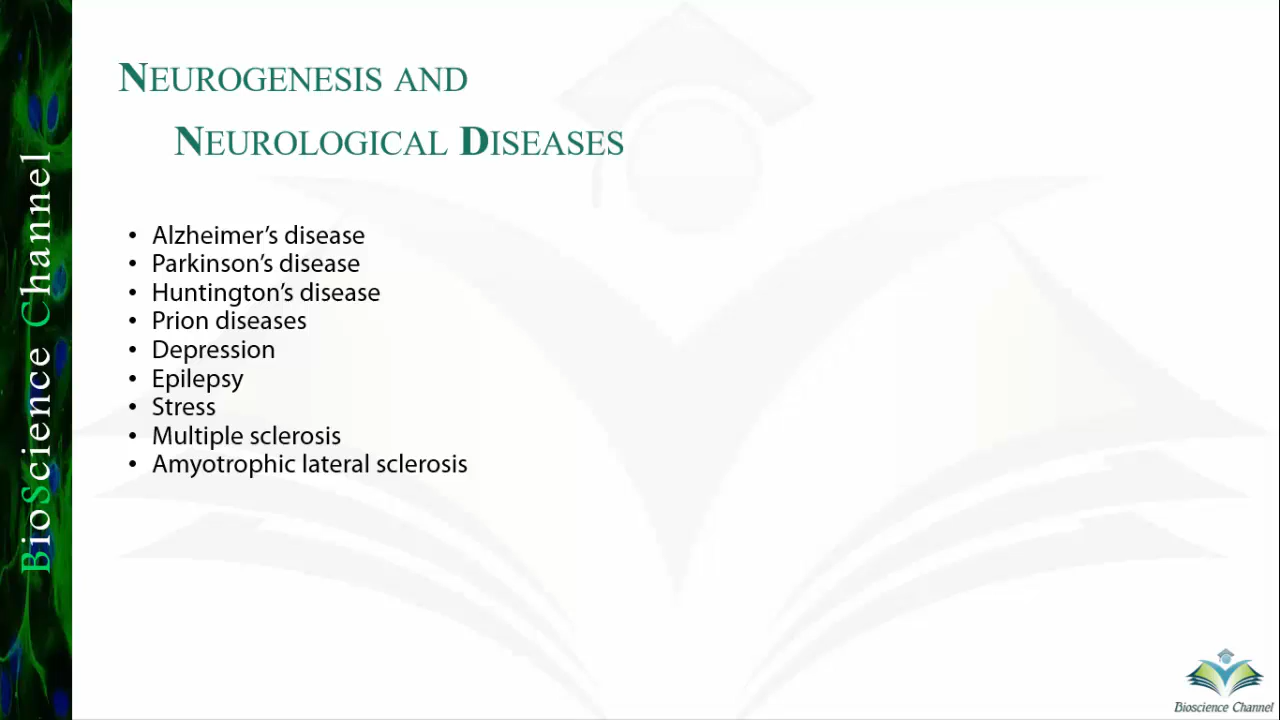 NEUROGENESIS AND
NEUROLOGICAL DISEASES
• Alzheimer’s disease
• Parkinson’s disease
• Huntington’s disease
• Prion diseases
• Depression
• Epilepsy
• Stress
• Multiple sclerosis
• Amyotrophic lateral sclerosis
BioScience Channel
Bioscience Channel